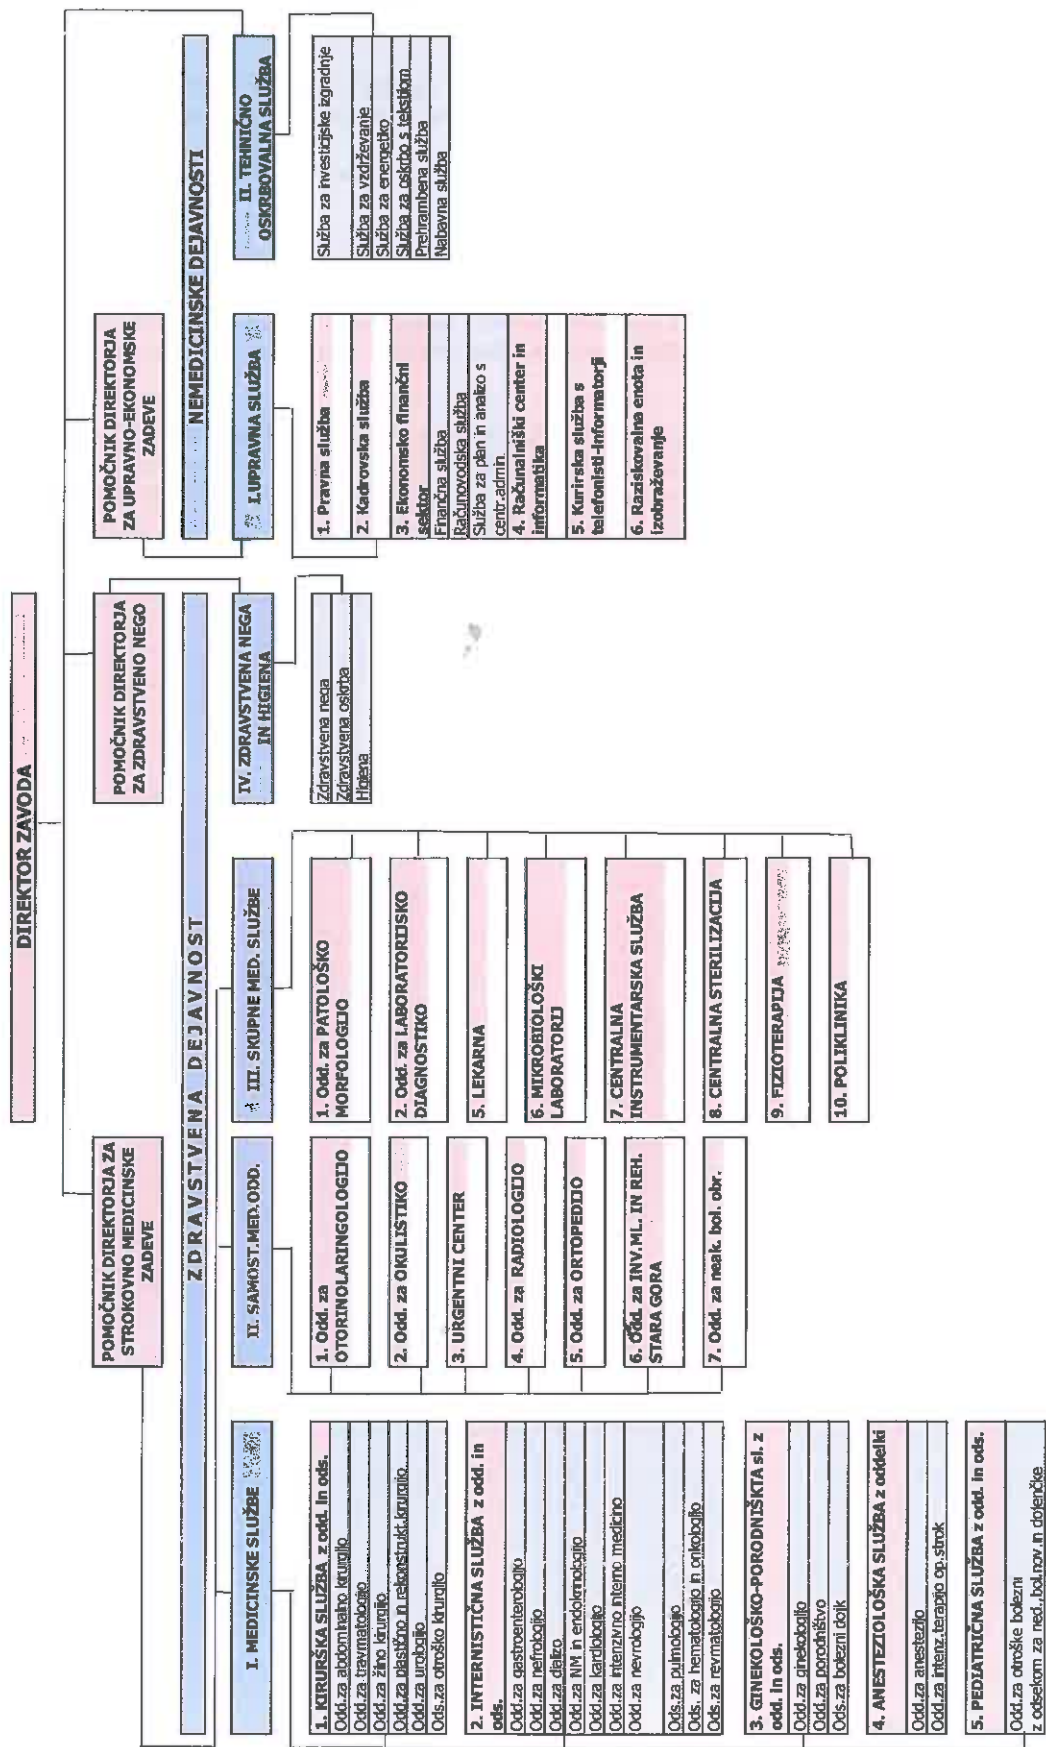 DIREKTOR ZAVODA
POMOČNIK DIREKTORJA ZA
STROKOVNO MEDICINSKE
ZADEVE
POMOČNIK DIREKTORJA
ZA ZDRAVSTVENO NEGO
POMOČNIK DIREKTORJA
ZA UPRAVNO-EKONOMSKE
ZADEVE
ZDRAVSTVENA DEJAVNOST
NEMEDICINSKE DEJAVNOSTI
I. MEDICINSKE SLUŽBE
II. SAMOST.MED.ODD.
III. SKUPNE MED. SLUŽBE
IV. ZDRAVSTVENA NEGA
IN HIGIENA
I.UPRAVNA SLUŽBA
II. TEHNIČNO
OSKRBOVALNA SLUŽBA
1. KIRURŠKA SLUŽBA z odd. in ods.
Odd.za abdominalno kirurgijo
Odd.za travmatologijo
Odd.za žilno kirurgijo
Odd.za plastično in rekonstrukt.kirurgijo
Odd.za urologijo
Ods.za otroško kirurgijo
2. INTERNISTIČNA SLUŽBA z odd. in
ods.
Odd.za gastroenterologijo
Odd.za nefrologijo
Odd.za dializo
Odd.za NM in endokrinologijo
Odd.za kardiologijo
Odd.za intenzivno interno medicino
Odd.za nevrologijo
Ods.za pulmologijo
Ods. za hematologijo in onkologijo
Ods.za revmatologijo
3. GINEKOLOŠKO-PORODNIŠKTA sl. z
odd. in ods.
Odd.za ginekologijo
Odd.za porodništvo
Ods.za bolezni dojk
4. ANESTEZIOLOŠKA SLUŽBA z oddelki
Odd.za anestezijo
Odd.za intenz.terapijo op.strok
5. PEDIATRIČNA SLUŽBA z odd. in ods.
Odd.za otroške bolezni
z odsekom za ned.,bol.nov.in dojenčke
1. Odd. za
OTORINOLARINGOLOGIJO
2. Odd. za OKULISTIKO
3. URGENTNI CENTER
4. Odd. za RADIOLOGIJO
5. Odd. za ORTOPEDIJO
6. Odd. za INV.ML. IN REH.
STARA GORA
7. Odd. za neak. bol. obr.
1. Odd. za PATOLOŠKO
MORFOLOGIJO
2. Odd. za LABORATORIJSKO
DIAGNOSTIKO
5. LEKARNA
6. MIKROBIOLOŠKI
LABORATORIJ
7. CENTRALNA
INSTRUMENTARSKA SLUŽBA
8. CENTRALNA STERILIZACIJA
9. FIZIOTERAPIJA
10. POLIKLINIKA
Zdravstvena nega
Zdravstvena oskrba
Higiena
1. Pravna služba
2. Kadrovska služba
3. Ekonomsko finančni
sektor
Finančna služba
Računovodska služba
Služba za plan in analizo s
centr.admin.
4. Računalniški center in
informatika
5. Kurirska služba s
telefonisti-informatorji
6. Raziskovalna enota in
izobraževanje
Služba za investicijske izgradnje
Služba za vzdrževanje
Služba za energetiko
Služba za oskrbo s tekstilom
Prehrambena služba
Nabavna služba